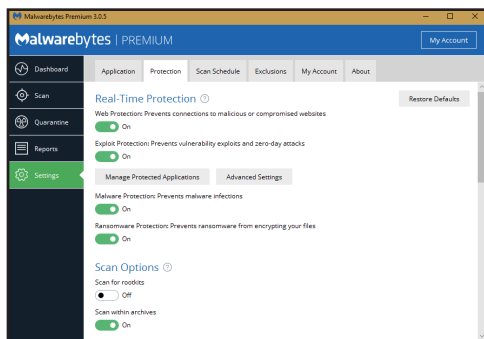 Malwarebytes Premium 3.0.5
Malwarebytes | PREMIUM
My Account
Dashboard
Scan
Quarantine
Reports
Settings
Application Protection Scan Schedule Exclusions My Account About
Real-Time Protection ?
Restore Defaults
Web Protection: Prevents connections to malicious or compromised websites
On
Exploit Protection: Prevents vulnerability exploits and zero-day attacks
On
Manage Protected Applications Advanced Settings
Malware Protection: Prevents malware infections
On
Ransomware Protection: Prevents ransomware from encrypting your files
On
Scan Options ?
Scan for rootkits
Off
Scan within archives
On